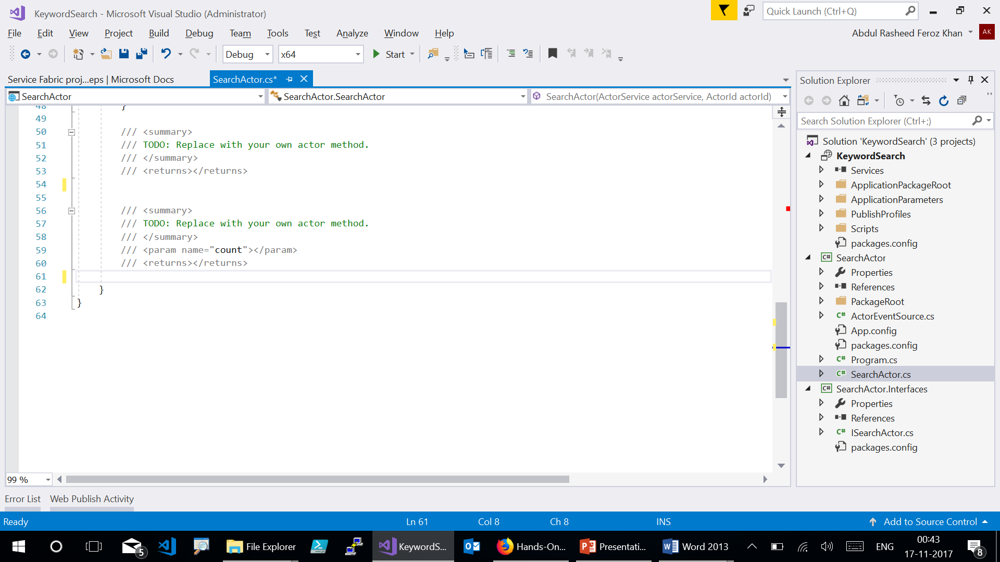 KeywordSearch - Microsoft Visual Studio (Administrator)
Quick Launch (Ctrl+Q)
File Edit View Project Build Debug Team Tools Test Analyze Window Help
Abdul Rasheed Feroz Khan AK
Debug x64 Start
Service Fabric proj...eps | Microsoft Docs SearchActor.cs*
SearchActor SearchActor.SearchActor SearchActor(ActorService actorService, ActorId actorId)
48 }
49
50 /// <summary>
51 /// TODO: Replace with your own actor method.
52 /// </summary>
53 /// <returns></returns>
54
55
56 /// <summary>
57 /// TODO: Replace with your own actor method.
58 /// </summary>
59 /// <param name="count"></param>
60 /// <returns></returns>
61
62 }
63 }
64
99 %
Solution Explorer
Search Solution Explorer (Ctrl+;)
Solution 'KeywordSearch' (3 projects)
KeywordSearch
Services
ApplicationPackageRoot
ApplicationParameters
PublishProfiles
Scripts
packages.config
C# SearchActor
Properties
References
PackageRoot
C# ActorEventSource.cs
App.config
packages.config
C# Program.cs
C# SearchActor.cs
C# SearchActor.Interfaces
Properties
References
C# ISearchActor.cs
packages.config
Error List Web Publish Activity
Ready Ln 61 Col 8 Ch 8 INS Add to Source Control
5 File Explorer KeywordS... Hands-On... Presentati... Word 2013 ENG 00:43
17-11-2017 8